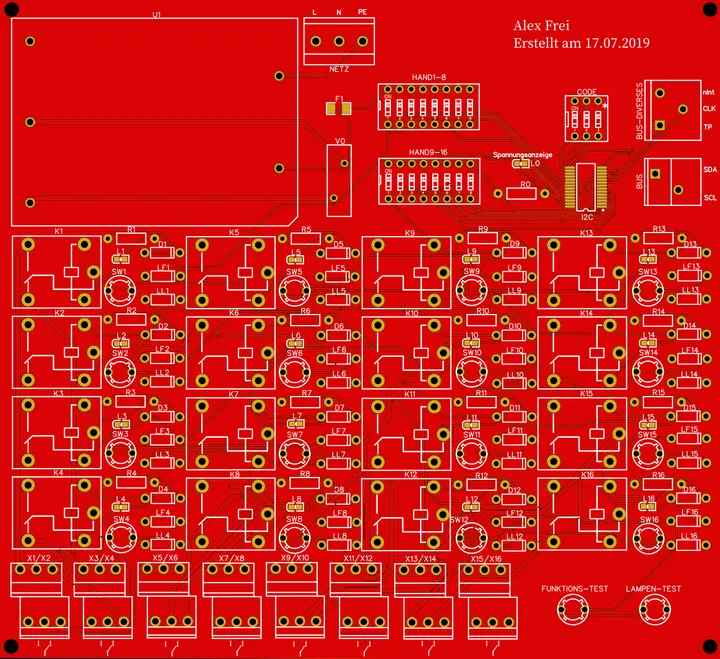 U1
L N PE
NETZ
Alex Frei
Erstellt am 17.07.2019
F1
V0
HAND1-8
ON
HAND9-16
ON
CODE
ON
*
BUS-DIVERSES
nInt
CLK
TP
BUS
SDA
SCL
Spannungsanzeige
L0
R0
I2C
K1 R1 D1 L1 LF1 SW1 LL1
K5 R5 D5 L5 LF5 SW5 LL5
K9 R9 D9 L9 LF9 SW9 LL9
K13 R13 D13 L13 LF13 SW13 LL13
K2 R2 D2 L2 LF2 SW2 LL2
K6 R6 D6 L6 LF6 SW6 LL6
K10 R10 D10 L10 LF10 SW10 LL10
K14 R14 D14 L14 LF14 SW14 LL14
K3 R3 D3 L3 LF3 SW3 LL3
K7 R7 D7 L7 LF7 SW7 LL7
K11 R11 D11 L11 LF11 SW11 LL11
K15 R15 D15 L15 LF15 SW15 LL15
K4 R4 D4 L4 LF4 SW4 LL4
K8 R8 D8 L8 LF8 SW8 LL8
K12 R12 D12 L12 LF12 SW12 LL12
K16 R16 D16 L16 LF16 SW16 LL16
X1/X2 X3/X4 X5/X6 X7/X8 X9/X10 X11/X12 X13/X14 X15/X16
FUNKTIONS-TEST LAMPEN-TEST